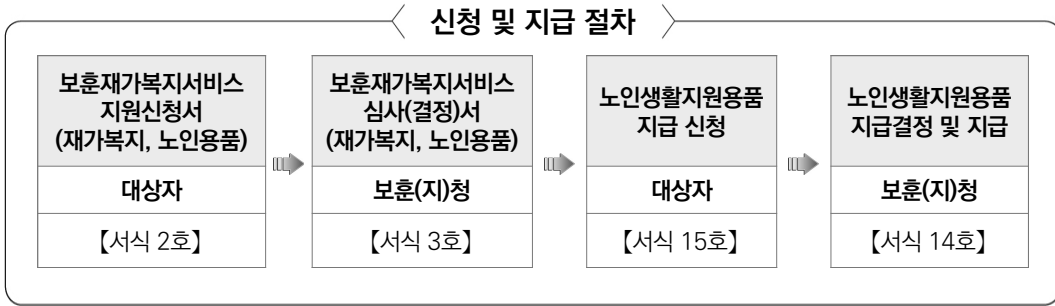 신청 및 지급 절차
보훈재가복지서비스
지원신청서
(재가복지, 노인용품)
대상자
【서식 2호】
보훈재가복지서비스
심사(결정)서
(재가복지, 노인용품)
보훈(지)청
【서식 3호】
노인생활지원용품
지급 신청
대상자
【서식 15호】
노인생활지원용품
지급결정 및 지급
보훈(지)청
【서식 14호】